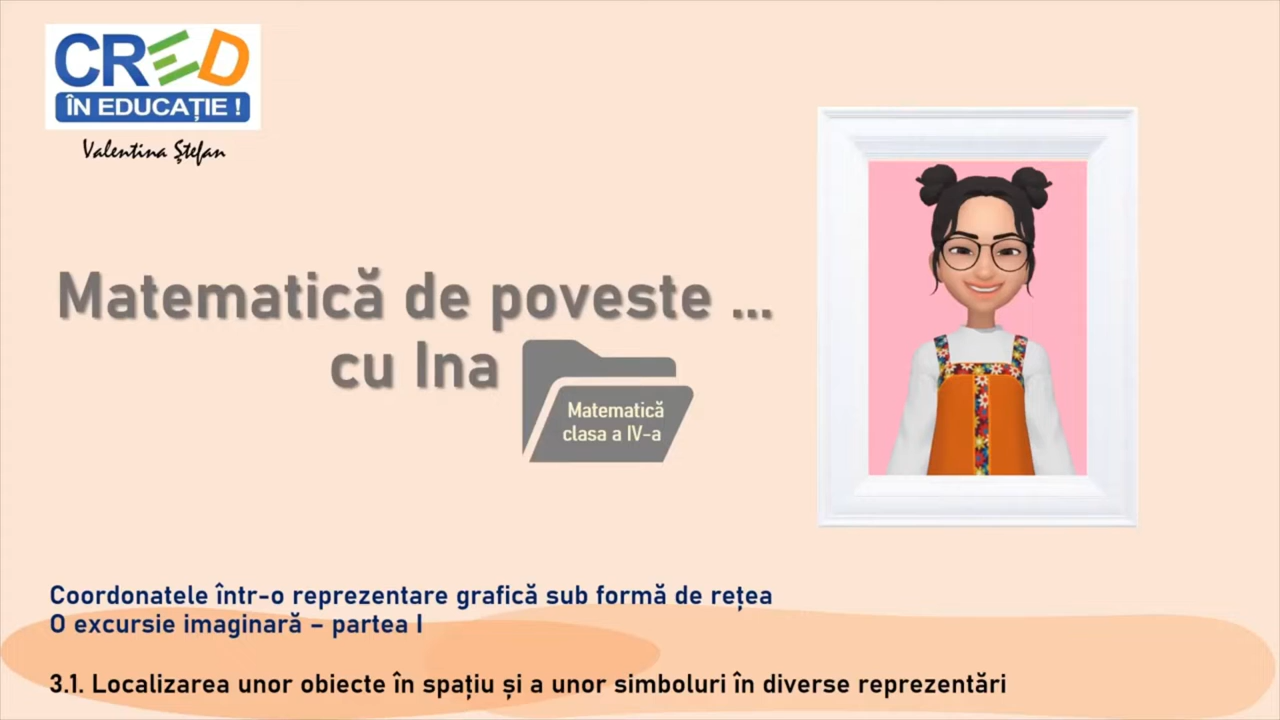 CRED
ÎN EDUCAȚIE !
Valentina Ștefan
Matematică de poveste ...
cu Ina
Matematică
clasa a IV-a
Coordonatele într-o reprezentare grafică sub formă de rețea
O excursie imaginară – partea I
3.1. Localizarea unor obiecte în spațiu și a unor simboluri în diverse reprezentări